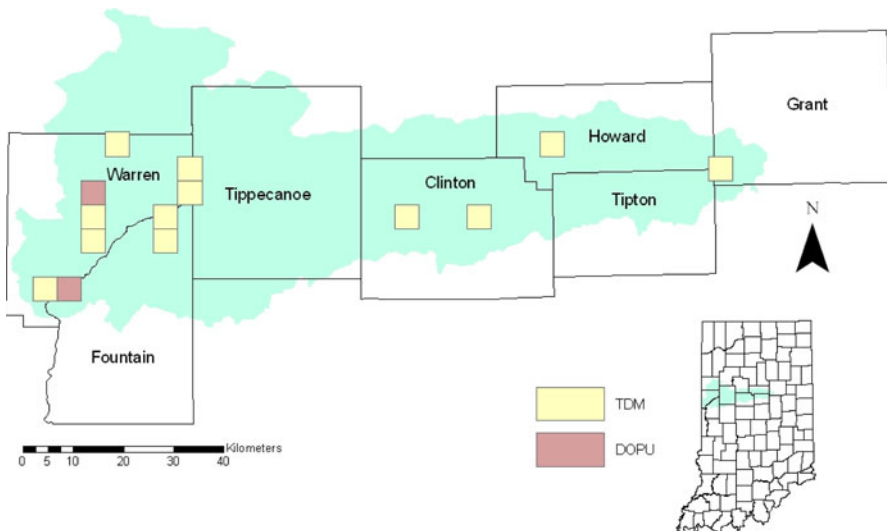 Grant
Howard
Warren
Clinton
Tippecanoe
Tipton
N
Fountain
TDM
DOPU
Kilometers
0 5 10 20 30 40